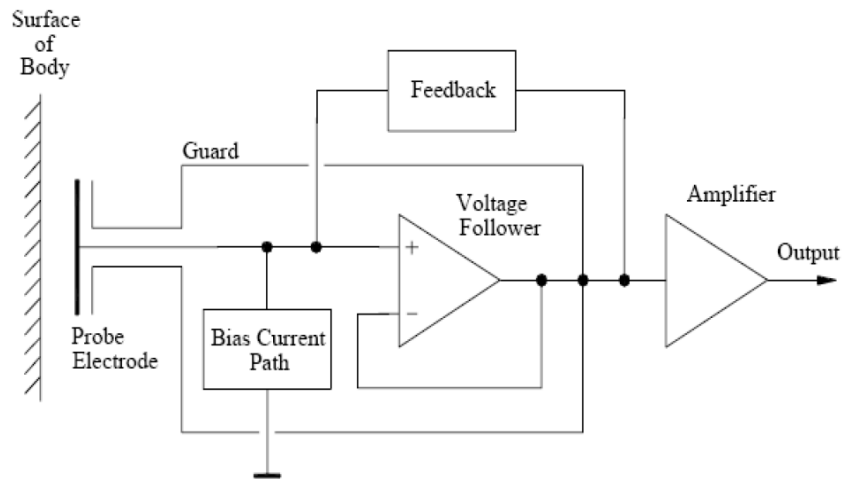 Surface
of
Body
Feedback
Guard
Voltage
Follower
Amplifier
+
−
Output
Bias Current
Path
Probe
Electrode